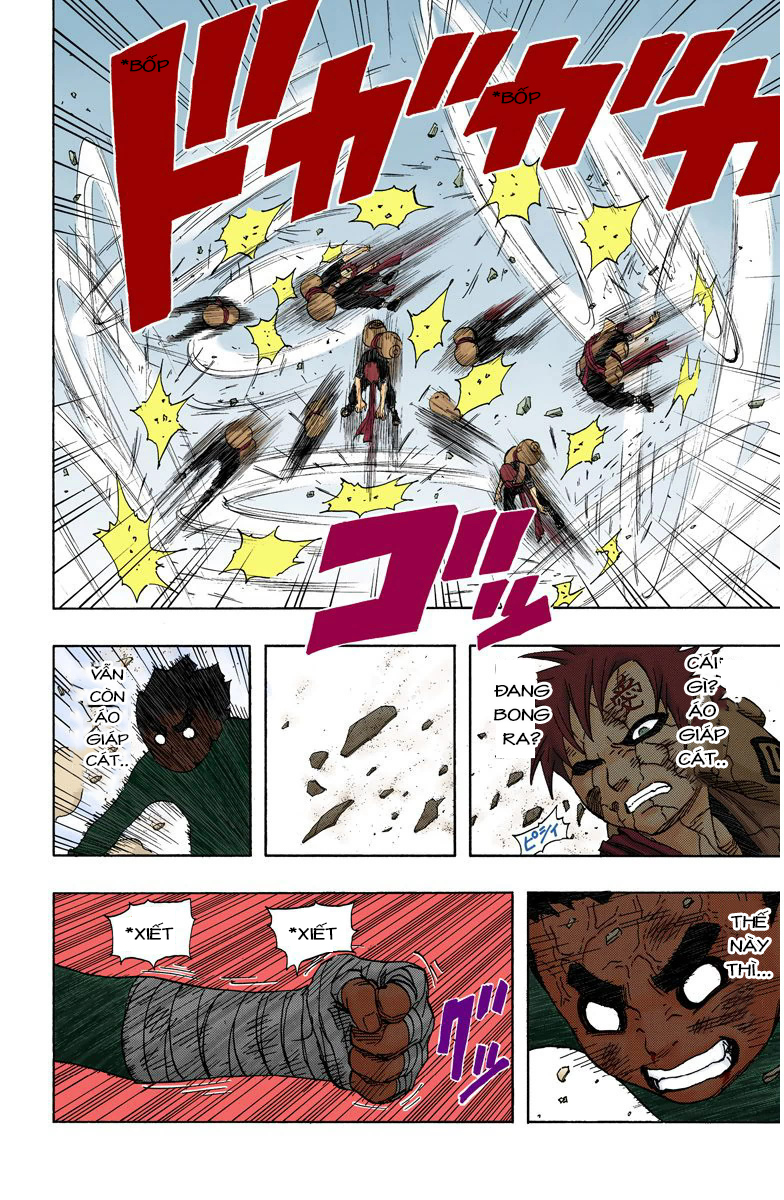 *BỐP
*BỐP
ドガガガ
ゴッ
CÁI
GÌ?
ÁO
GIÁP
CÁT..
ĐANG
BONG
RA?
ピシィ
VẪN
CÒN
ÁO
GIÁP
CÁT..
THẾ
NÀY
THÌ...
*XIẾT
*XIẾT
グッ